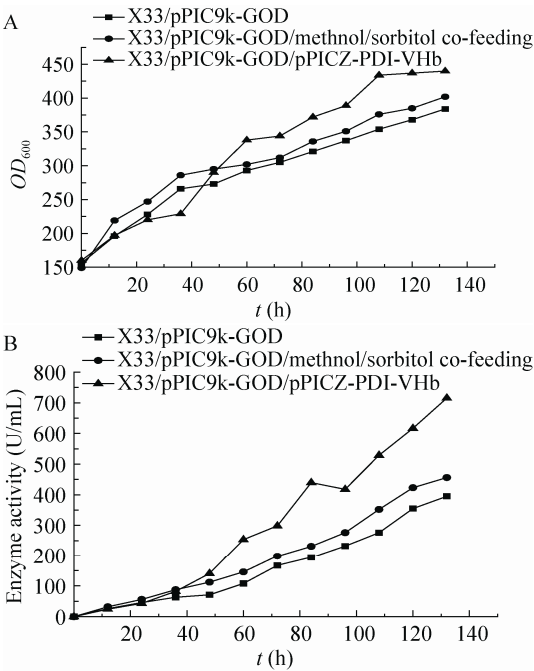 A
X33/pPIC9k-GOD
X33/pPIC9k-GOD/methnol/sorbitol co-feeding
X33/pPIC9k-GOD/pPICZ-PDI-VHb
450
400
350
300
250
200
150
OD600
0 20 40 60 80 100 120 140
t (h)
B
X33/pPIC9k-GOD
X33/pPIC9k-GOD/methnol/sorbitol co-feeding
X33/pPIC9k-GOD/pPICZ-PDI-VHb
800
700
600
500
400
300
200
100
0
Enzyme activity (U/mL)
20 40 60 80 100 120 140
t (h)